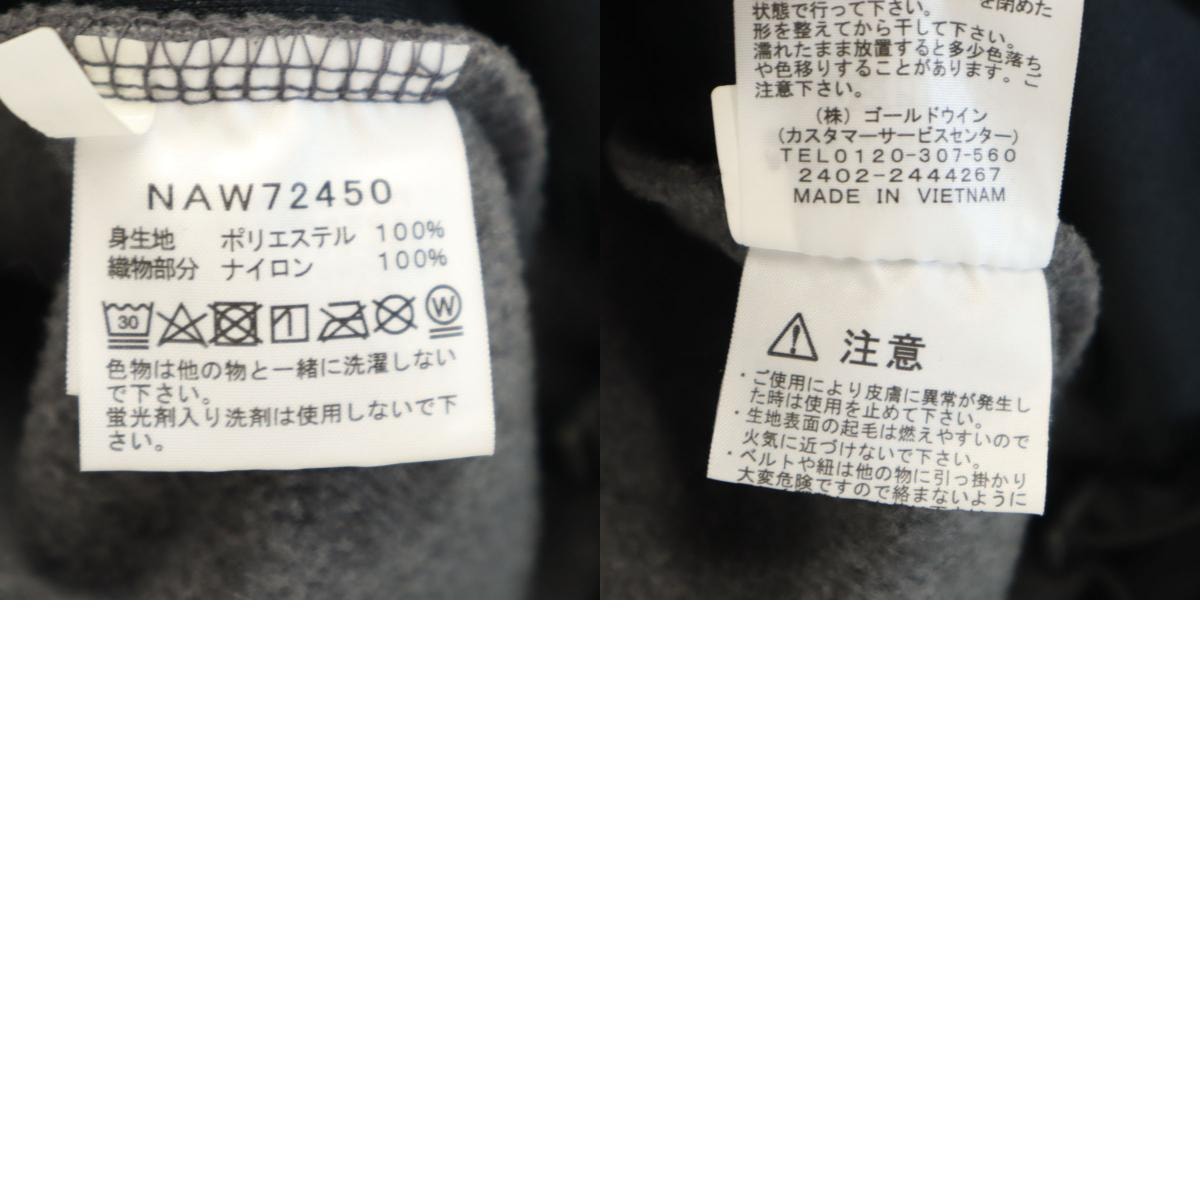 NAW72450
身生地 ポリエステル 100%
織物部分 ナイロン 100%
30
W
色物は他の物と一緒に洗濯しない
で下さい。
蛍光剤入り洗剤は使用しないで下
さい。
を閉めた
状態で行って下さい。
形を整えてから干して下さい。
濡れたまま放置すると多少色落ち
や色移りすることがあります。ご
注意下さい。
(株) ゴールドウイン
(カスタマーサービスセンター)
TEL0120-307-560
2402-2444267
MADE IN VIETNAM
注意
・ご使用により皮膚に異常が発生し
た時は使用を止めて下さい。
・生地表面の起毛は燃えやすいので
火気に近づけないで下さい。
・ベルトや紐は他の物に引っ掛かり
大変危険ですので絡まないように